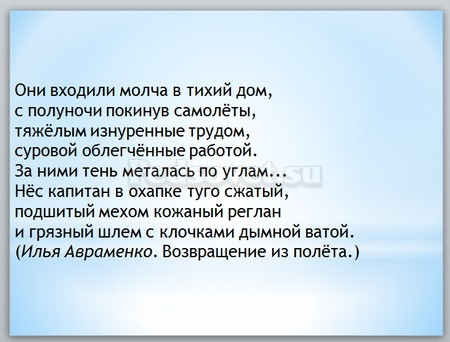 Они входили молча в тихий дом,
с полуночи покинув самолёты,
тяжёлым изнуренные трудом,
суровой облегчённые работой.
За ними тень металась по углам...
Нёс капитан в охапке туго сжатый,
подшитый мехом кожаный реглан
и грязный шлем с клочками дымной ватой.
(Илья Авраменко. Возвращение из полёта.)